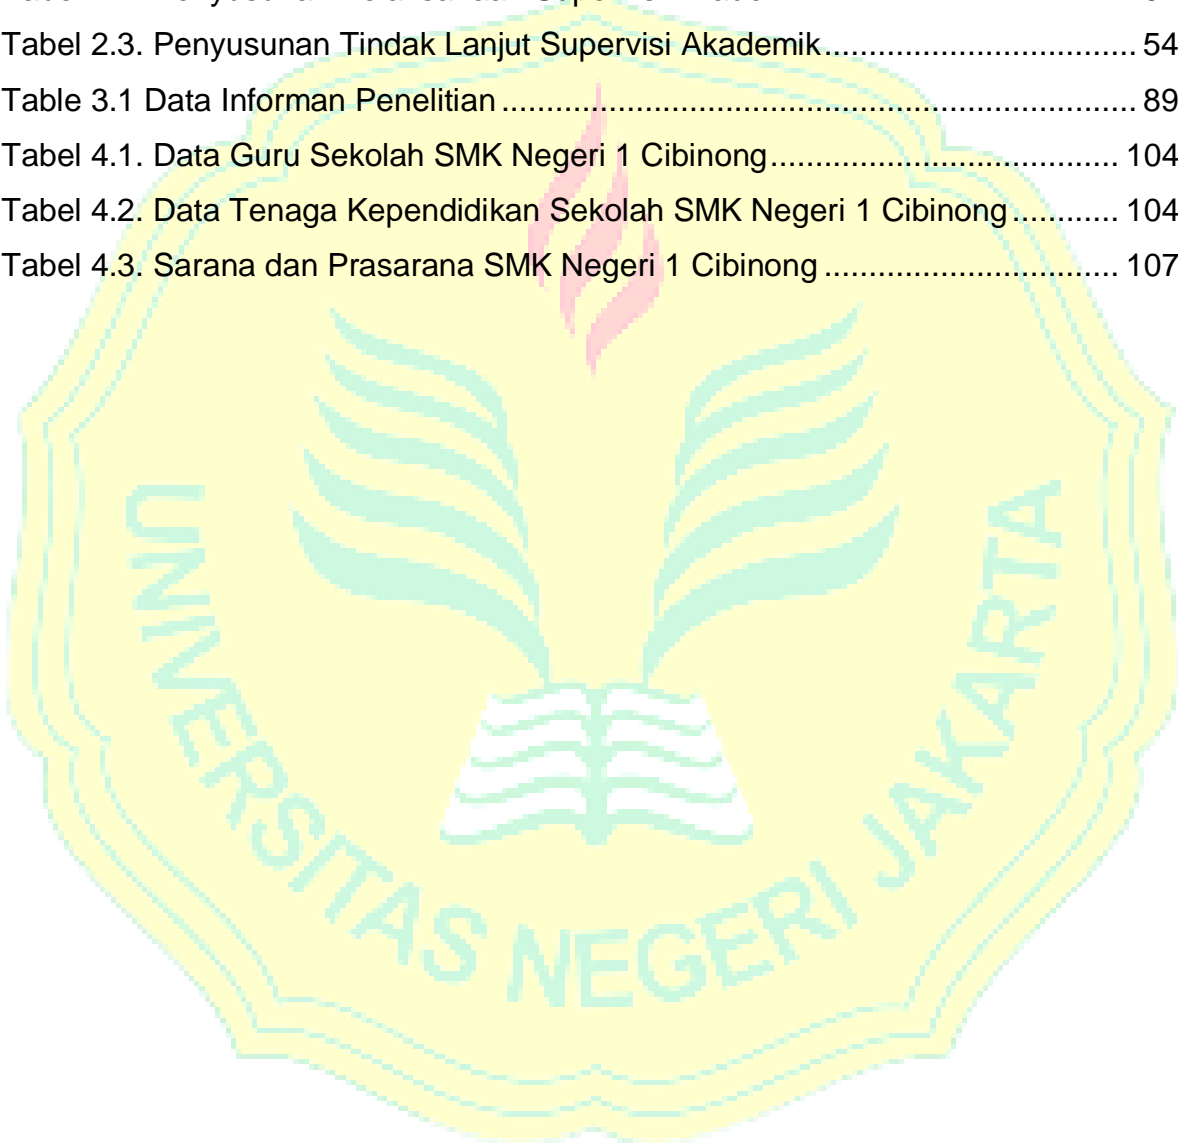 Tabel 2.3. Penyusunan Tindak Lanjut Supervisi Akademik................................... 54
Table 3.1 Data Informan Penelitian....................................................................... 89
Tabel 4.1. Data Guru Sekolah SMK Negeri 1 Cibinong....................................... 104
Tabel 4.2. Data Tenaga Kependidikan Sekolah SMK Negeri 1 Cibinong............ 104
Tabel 4.3. Sarana dan Prasarana SMK Negeri 1 Cibinong................................. 107
UNIVERSITAS NEGERI JAKARTA